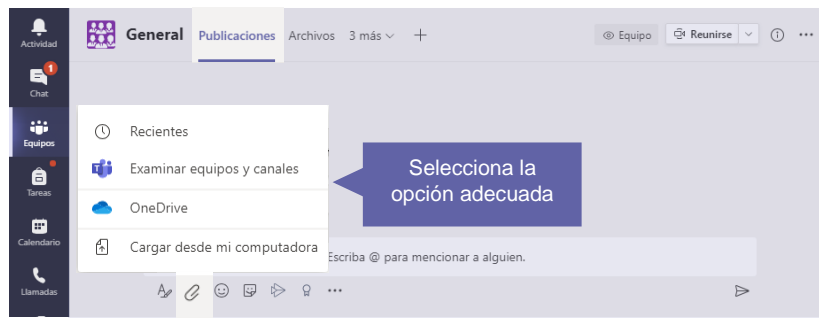 Actividad
Chat
1
Equipos
Tareas
Calendario
Llamadas
General Publicaciones Archivos 3 más +
Equipo Reunirse
Recientes
Examinar equipos y canales
OneDrive
Cargar desde mi computadora
Selecciona la
opción adecuada
Escriba @ para mencionar a alguien.